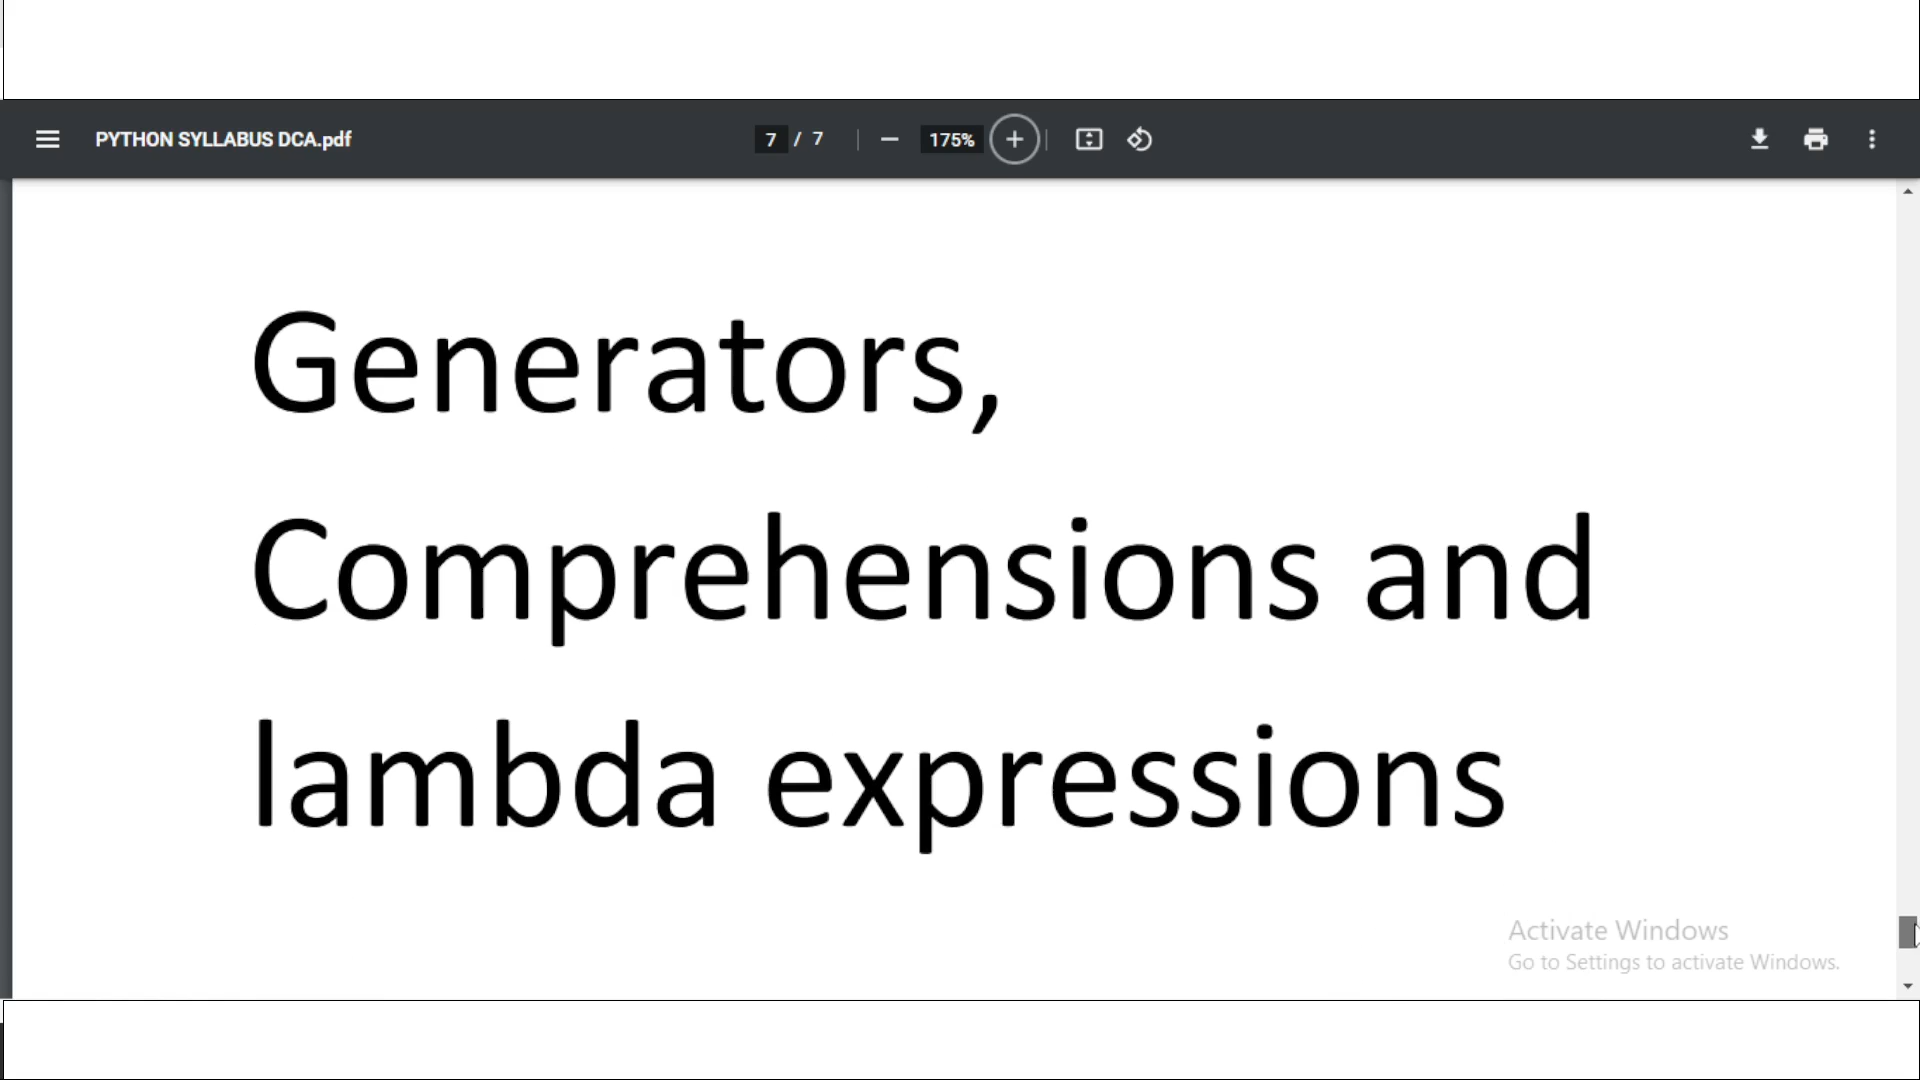 PYTHON SYLLABUS DCA.pdf
7 / 7
175%
Generators,
Comprehensions and
lambda expressions
Activate Windows
Go to Settings to activate Windows.